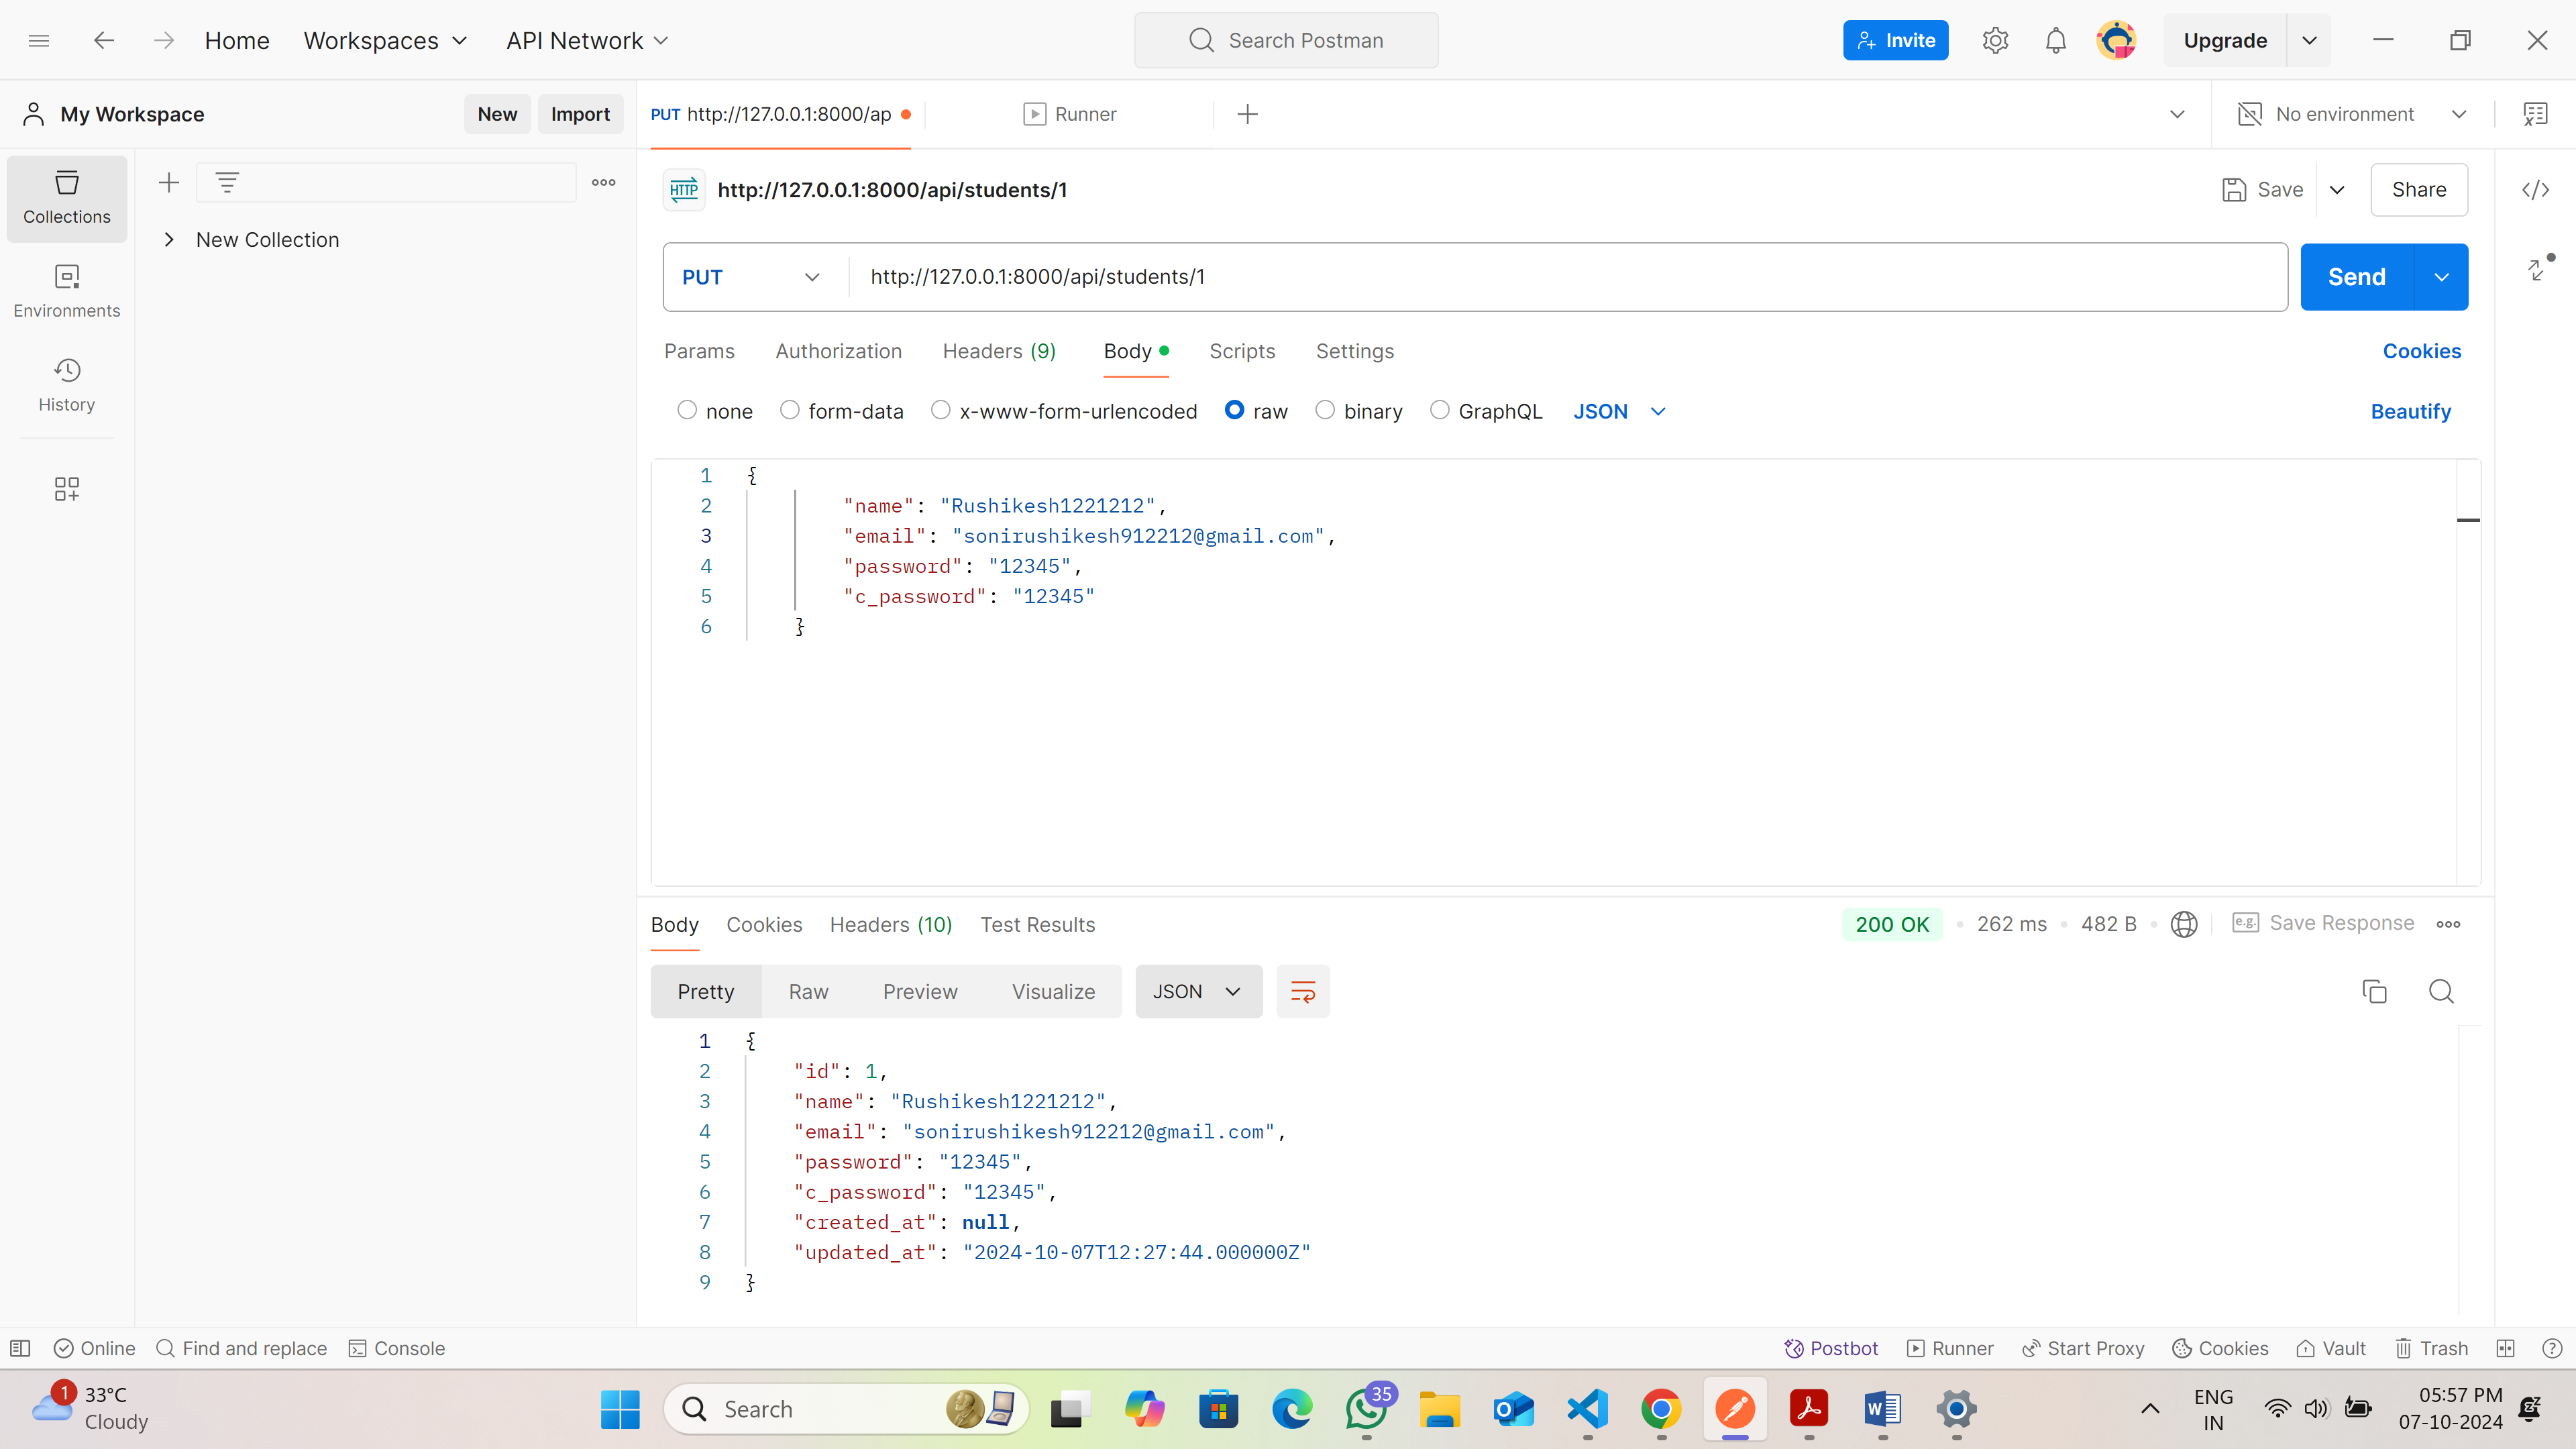 Home Workspaces API Network Search Postman Invite Upgrade
My Workspace New Import PUT http://127.0.0.1:8000/ap Runner No environment
Collections
Environments
History
New Collection
HTTP http://127.0.0.1:8000/api/students/1 Save Share
PUT http://127.0.0.1:8000/api/students/1 Send
Params Authorization Headers (9) Body Scripts Settings Cookies
none form-data x-www-form-urlencoded raw binary GraphQL JSON Beautify
1 {
2 "name": "Rushikesh1221212",
3 "email": "sonirushikesh912212@gmail.com",
4 "password": "12345",
5 "c_password": "12345"
6 }
Body Cookies Headers (10) Test Results 200 OK 262 ms 482 B e.g. Save Response
Pretty Raw Preview Visualize JSON
1 {
2 "id": 1,
3 "name": "Rushikesh1221212",
4 "email": "sonirushikesh912212@gmail.com",
5 "password": "12345",
6 "c_password": "12345",
7 "created_at": null,
8 "updated_at": "2024-10-07T12:27:44.000000Z"
9 }
Online Find and replace Console Postbot Runner Start Proxy Cookies Vault Trash
1 33°C
Cloudy
Search
35
ENG
IN
05:57 PM
07-10-2024